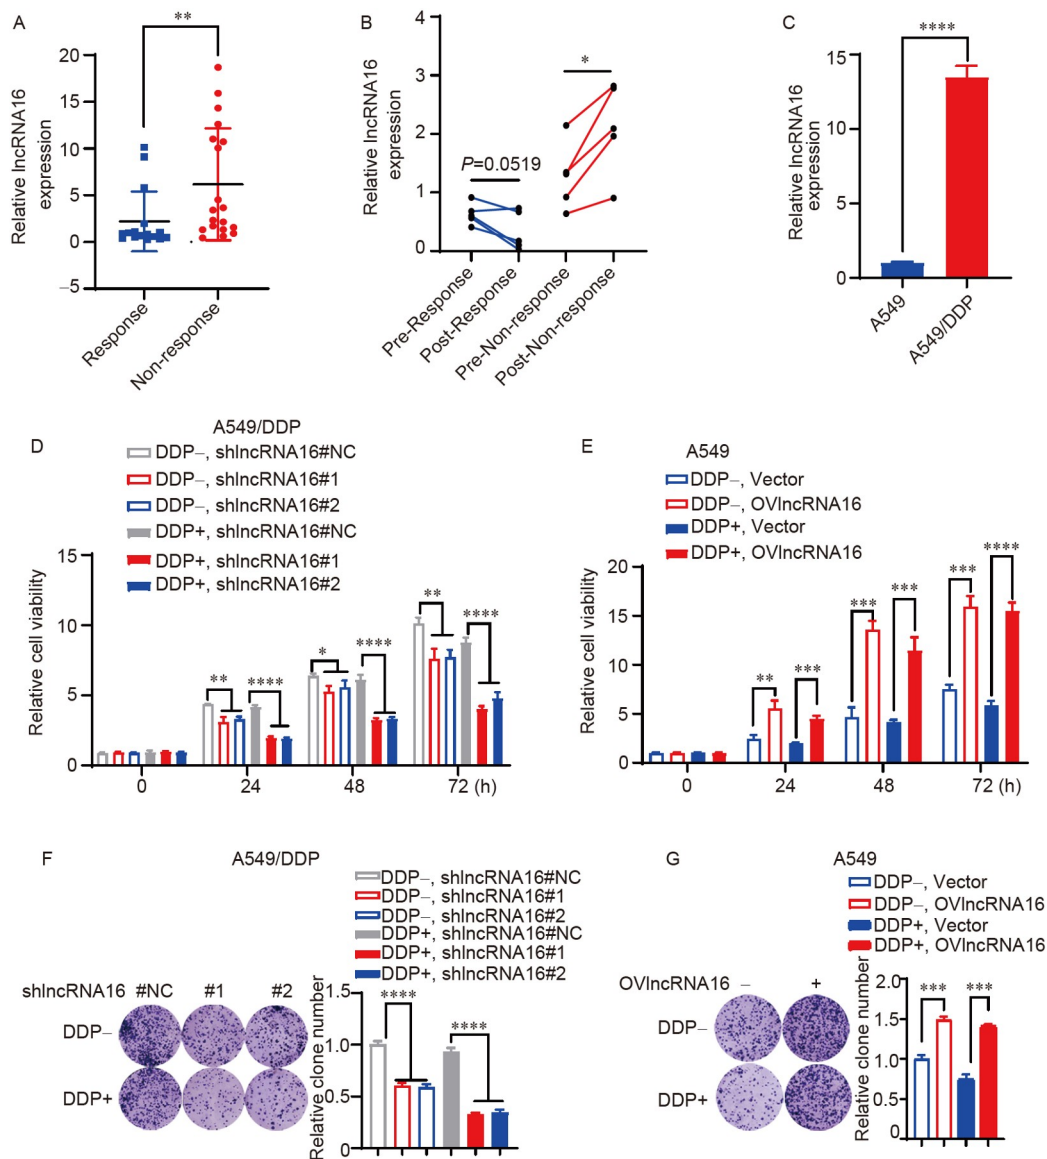 A
**
Relative lncRNA16
expression
20
15
10
5
0
−5
Response
Non-response
B
Relative lncRNA16
expression
4
3
2
1
0
P=0.0519
*
Pre-Response
Post-Response
Pre-Non-response
Post-Non-response
C
****
Relative lncRNA16
expression
20
15
10
5
0
A549
A549/DDP
D
A549/DDP
DDP−, shlncRNA16#NC
DDP−, shlncRNA16#1
DDP−, shlncRNA16#2
DDP+, shlncRNA16#NC
DDP+, shlncRNA16#1
DDP+, shlncRNA16#2
Relative cell viability
15
10
5
0
** ****
* ****
** ****
0 24 48 72 (h)
E
A549
DDP−, Vector
DDP−, OVlncRNA16
DDP+, Vector
DDP+, OVlncRNA16
Relative cell viability
20
15
10
5
0
** ***
*** ***
*** ****
0 24 48 72 (h)
F
A549/DDP
DDP−, shlncRNA16#NC
DDP−, shlncRNA16#1
DDP−, shlncRNA16#2
DDP+, shlncRNA16#NC
DDP+, shlncRNA16#1
DDP+, shlncRNA16#2
shlncRNA16 #NC #1 #2
DDP−
DDP+
Relative clone number
1.5
1.0
0.5
0
****
****
G
A549
DDP−, Vector
DDP−, OVlncRNA16
DDP+, Vector
DDP+, OVlncRNA16
OVlncRNA16 − +
DDP−
DDP+
Relative clone number
2.0
1.5
1.0
0.5
0.0
*** ***